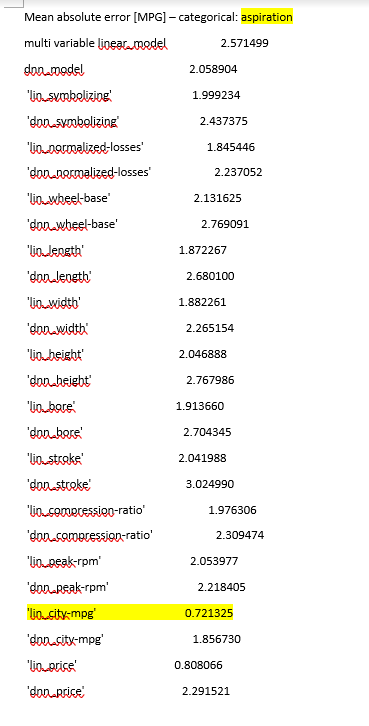 Mean absolute error [MPG] – categorical: aspiration
multi variable linear_model 2.571499
dnn_model 2.058904
'lin_symbolizing' 1.999234
'dnn_symbolizing' 2.437375
'lin_normalized-losses' 1.845446
'dnn_normalized-losses' 2.237052
'lin_wheel-base' 2.131625
'dnn_wheel-base' 2.769091
'lin_length' 1.872267
'dnn_length' 2.680100
'lin_width' 1.882261
'dnn_width' 2.265154
'lin_height' 2.046888
'dnn_height' 2.767986
'lin_bore' 1.913660
'dnn_bore' 2.704345
'lin_stroke' 2.041988
'dnn_stroke' 3.024990
'lin_compression-ratio' 1.976306
'dnn_compression-ratio' 2.309474
'lin_peak-rpm' 2.053977
'dnn_peak-rpm' 2.218405
'lin_city-mpg' 0.721325
'dnn_city-mpg' 1.856730
'lin_price' 0.808066
'dnn_price' 2.291521